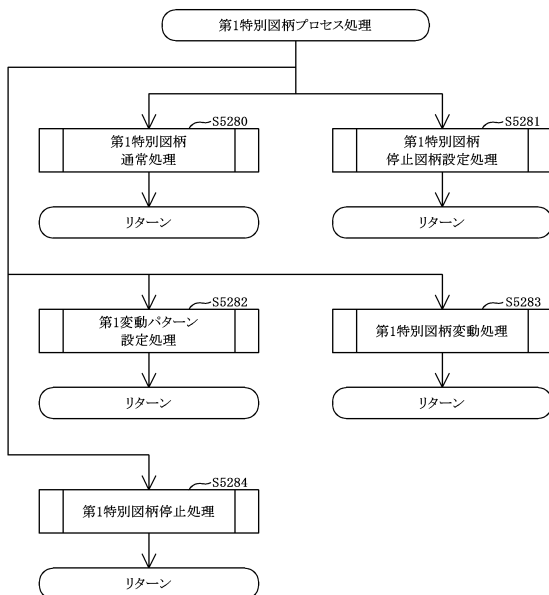 第1特別図柄プロセス処理
S5280
第1特別図柄
通常処理
リターン
S5281
第1特別図柄
停止図柄設定処理
リターン
S5282
第1変動パターン
設定処理
リターン
S5283
第1特別図柄変動処理
リターン
S5284
第1特別図柄停止処理
リターン